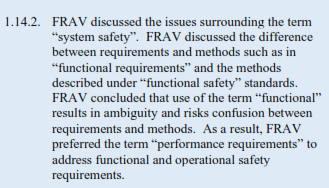 1.14.2. FRAV discussed the issues surrounding the term
“system safety”. FRAV discussed the difference
between requirements and methods such as in
“functional requirements” and the methods
described under “functional safety” standards.
FRAV concluded that use of the term “functional”
results in ambiguity and risks confusion between
requirements and methods. As a result, FRAV
preferred the term “performance requirements” to
address functional and operational safety
requirements.